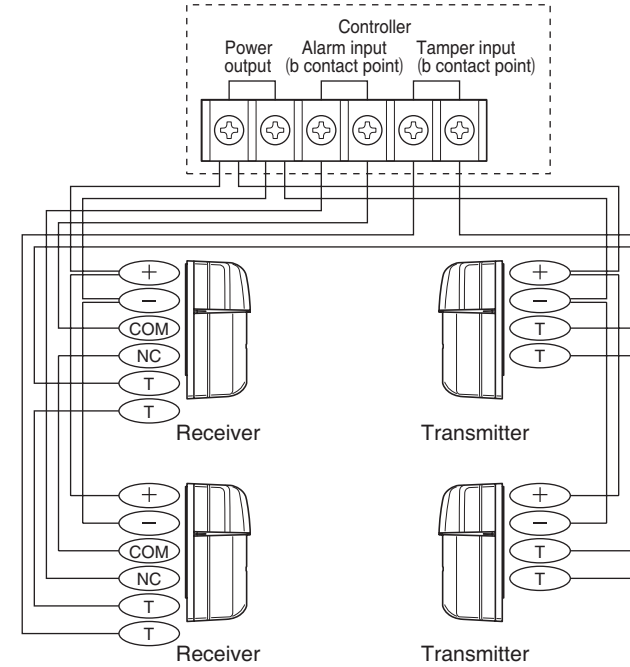 Controller
Power output
Alarm input (b contact point)
Tamper input (b contact point)
+
−
COM
NC
T
T
Receiver
+
−
T
T
Transmitter
+
−
COM
NC
T
T
Receiver
+
−
T
T
Transmitter